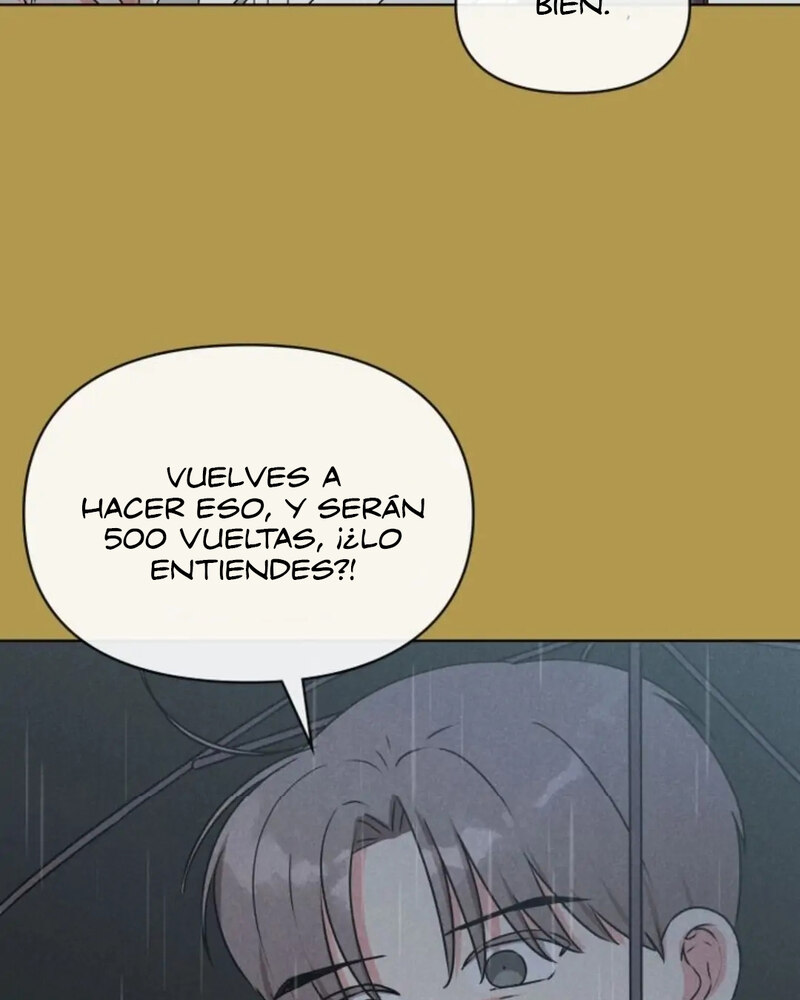 BIEN.
VUELVES A
HACER ESO, Y SERÁN
500 VUELTAS, ¡¿LO
ENTIENDES?!